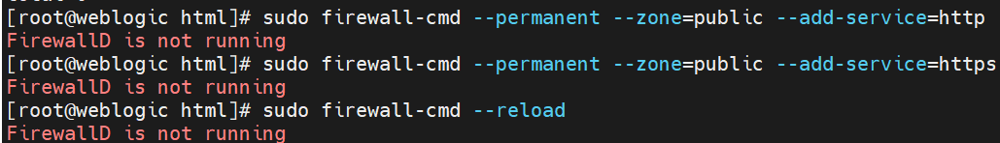 [root@weblogic html]# sudo firewall-cmd --permanent --zone=public --add-service=http
FirewallD is not running
[root@weblogic html]# sudo firewall-cmd --permanent --zone=public --add-service=https
FirewallD is not running
[root@weblogic html]# sudo firewall-cmd --reload
FirewallD is not running